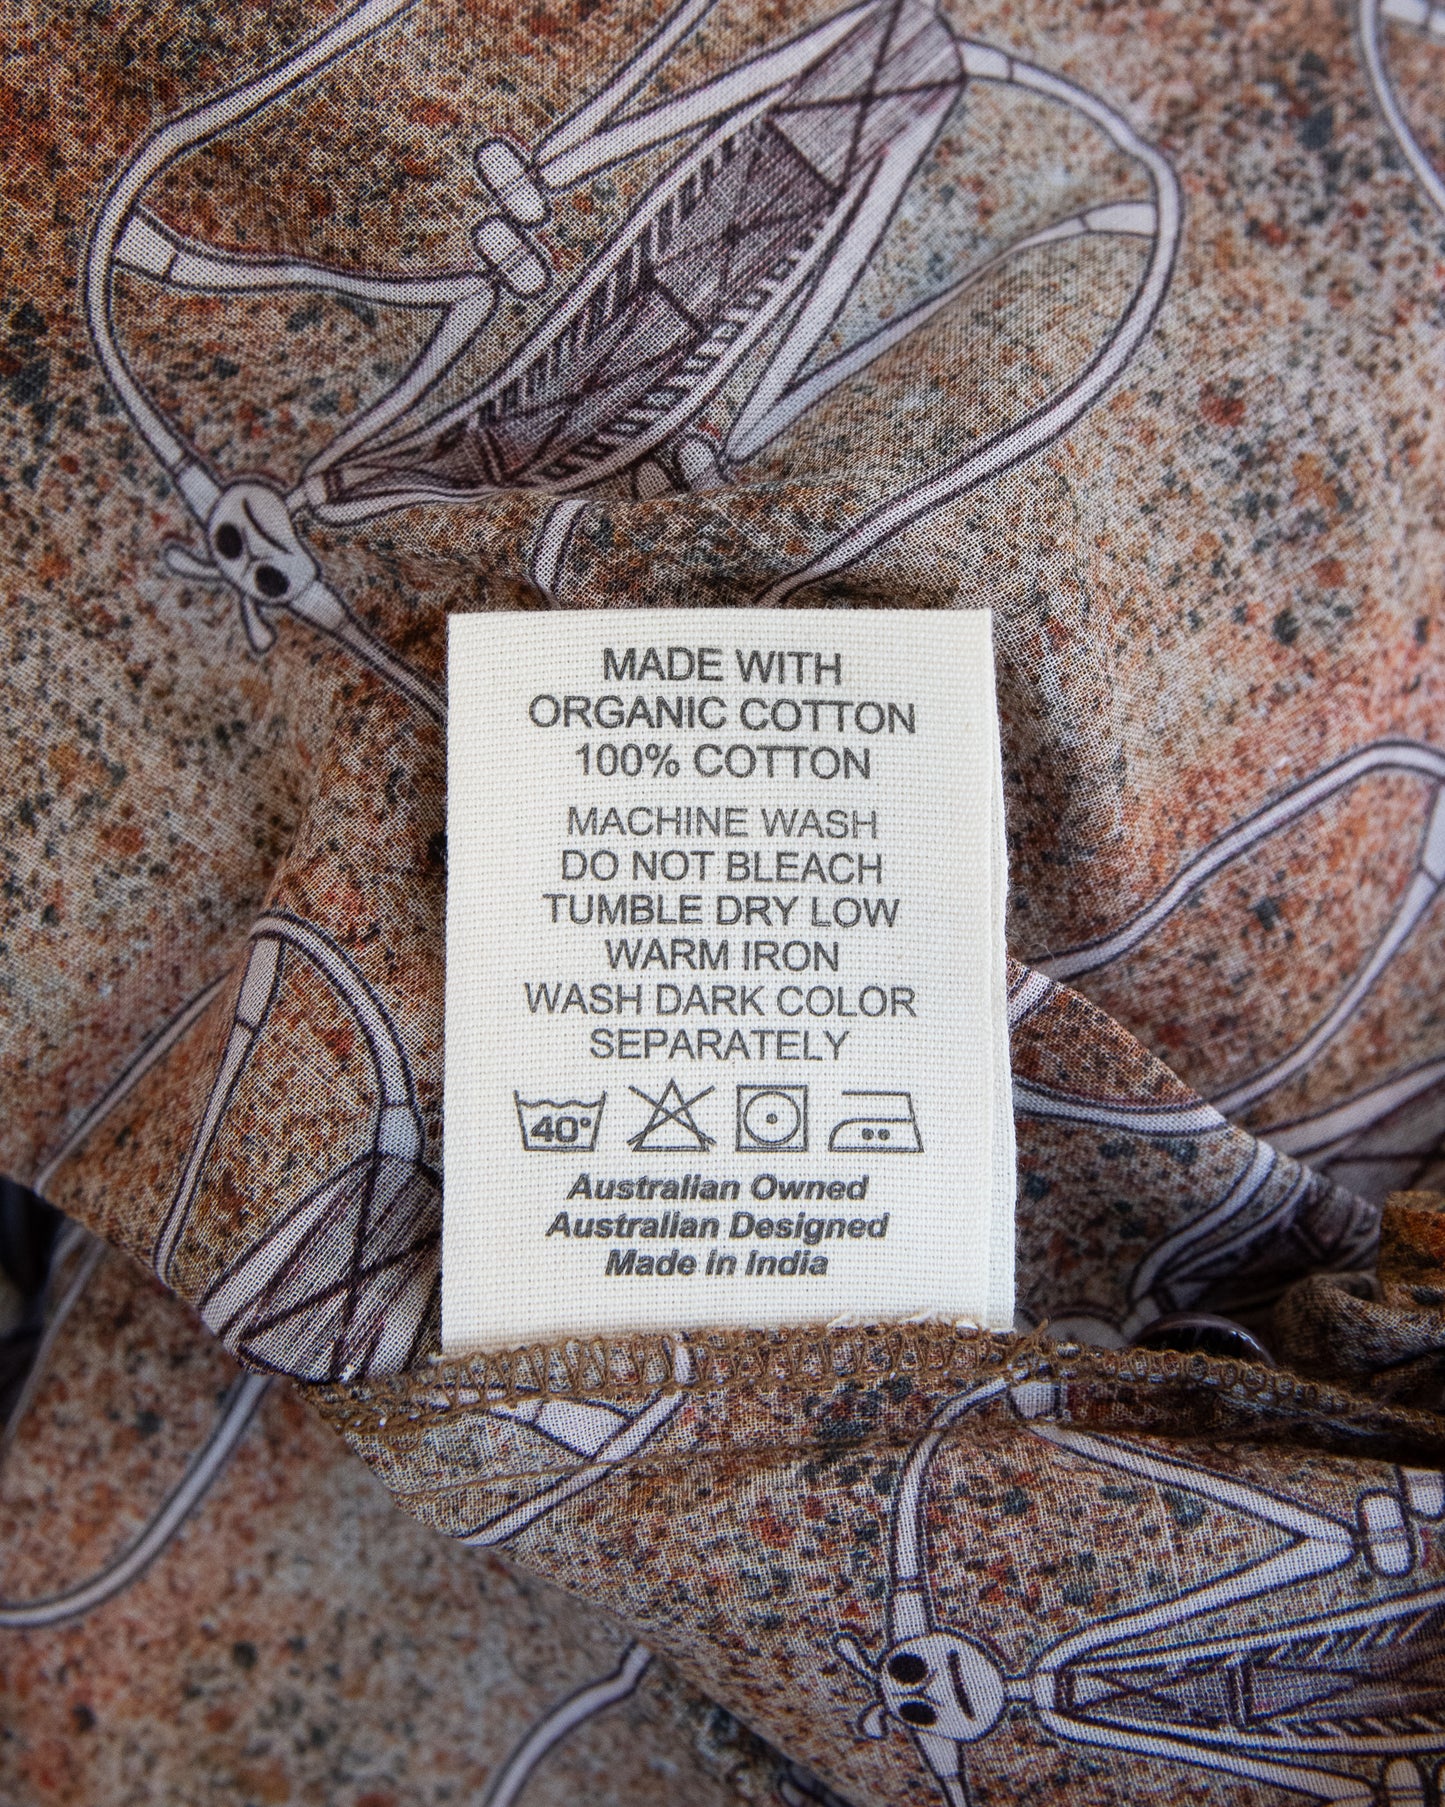 MADE WITH
ORGANIC COTTON
100% COTTON
MACHINE WASH
DO NOT BLEACH
TUMBLE DRY LOW
WARM IRON
WASH DARK COLOR
SEPARATELY
40°
Australian Owned
Australian Designed
Made in India